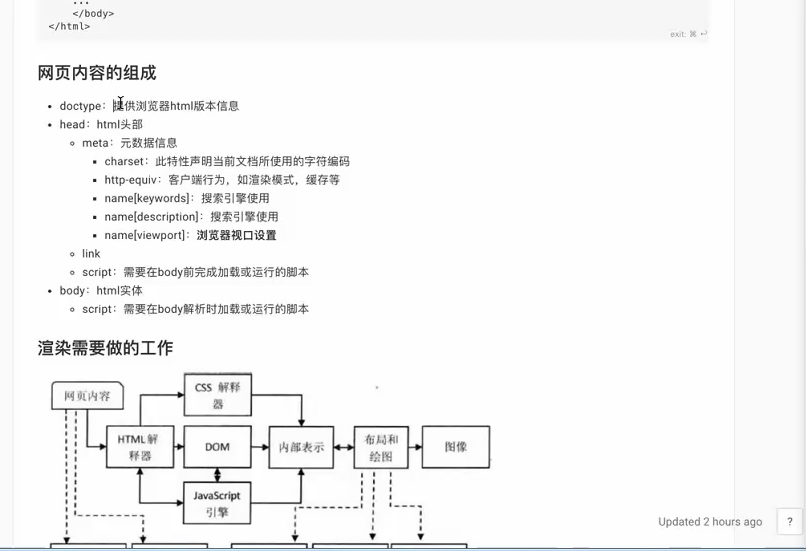 ...
</body>
</html>
exit: ⌘ ↩
网页内容的组成
doctype：提供浏览器html版本信息
head：html头部
meta：元数据信息
charset：此特性声明当前文档所使用的字符编码
http-equiv：客户端行为，如渲染模式，缓存等
name[keywords]：搜索引擎使用
name[description]：搜索引擎使用
name[viewport]：浏览器视口设置
link
script：需要在body前完成加载或运行的脚本
body：html实体
script：需要在body解析时加载或运行的脚本
渲染需要做的工作
网页内容
CSS 解释
器
HTML解
释器
DOM
内部表示
布局和
绘图
图像
JavaScript
引擎
Updated 2 hours ago
?